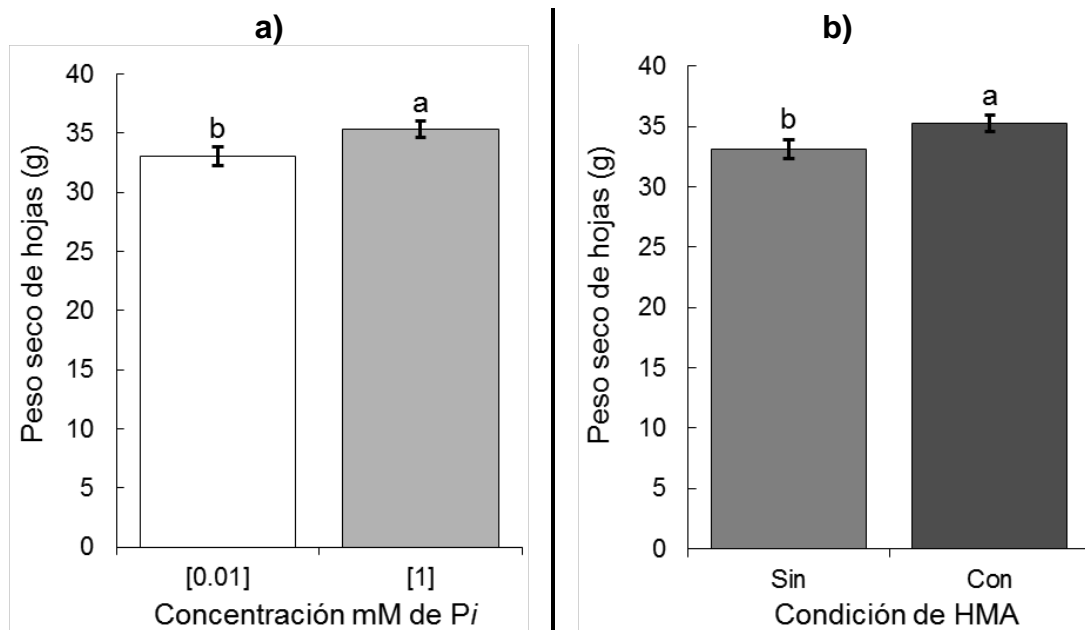 a)
Peso seco de hojas (g)
40
35
30
25
20
15
10
5
0
b
a
[0.01]
[1]
Concentración mM de Pi
b)
Peso seco de hojas (g)
40
35
30
25
20
15
10
5
0
b
a
Sin
Con
Condición de HMA